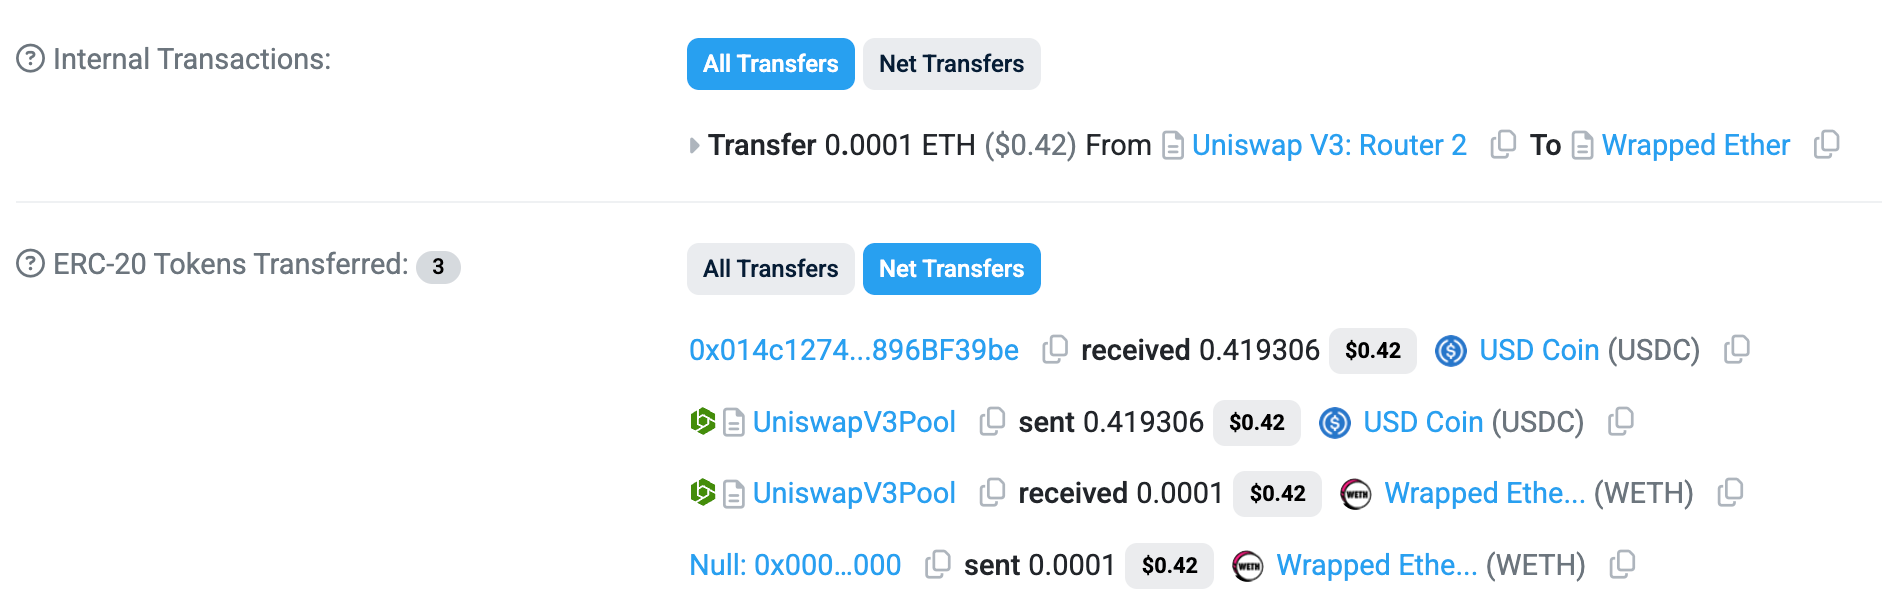 Internal Transactions:
All Transfers Net Transfers
Transfer 0.0001 ETH ($0.42) From Uniswap V3: Router 2 To Wrapped Ether
ERC-20 Tokens Transferred: 3
All Transfers Net Transfers
0x014c1274...896BF39be received 0.419306 $0.42 USD Coin (USDC)
UniswapV3Pool sent 0.419306 $0.42 USD Coin (USDC)
UniswapV3Pool received 0.0001 $0.42 WETH Wrapped Ethe... (WETH)
Null: 0x000...000 sent 0.0001 $0.42 WETH Wrapped Ethe... (WETH)